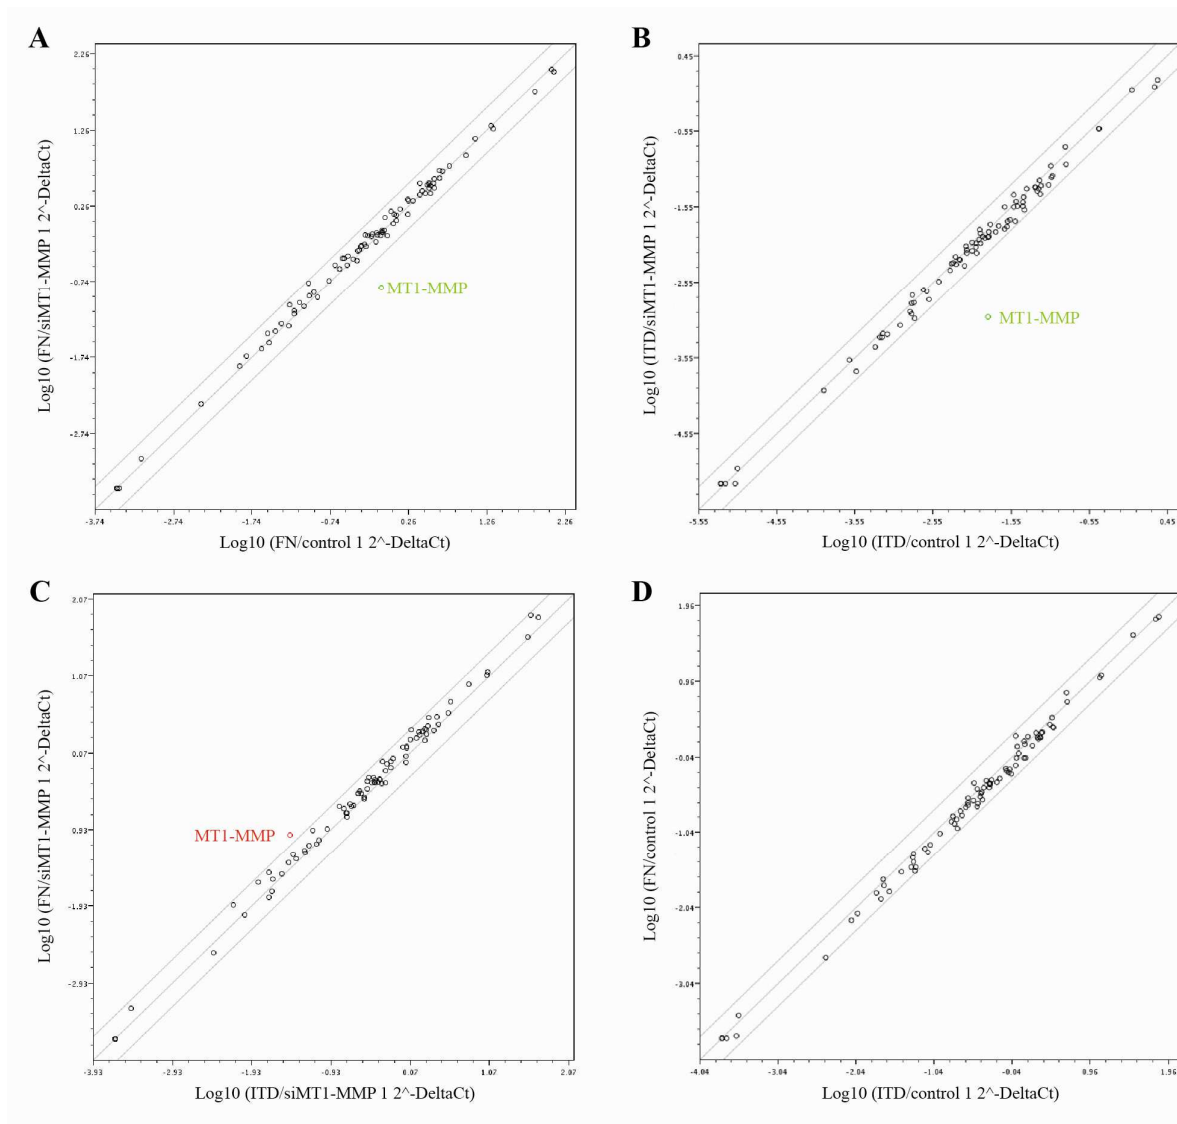 A
2.26
1.26
0.26
-0.74
-1.74
-2.74
Log10 (FN/siMT1-MMP 1 2^-DeltaCt)
MT1-MMP
-3.74 -2.74 -1.74 -0.74 0.26 1.26 2.26
Log10 (FN/control 1 2^-DeltaCt)
B
0.45
-0.55
-1.55
-2.55
-3.55
-4.55
Log10 (ITD/siMT1-MMP 1 2^-DeltaCt)
MT1-MMP
-5.55 -4.55 -3.55 -2.55 -1.55 -0.55 0.45
Log10 (ITD/control 1 2^-DeltaCt)
C
2.07
1.07
0.07
0.93
-1.93
-2.93
Log10 (FN/siMT1-MMP 1 2^-DeltaCt)
MT1-MMP
-3.93 -2.93 -1.93 -0.93 0.07 1.07 2.07
Log10 (ITD/siMT1-MMP 1 2^-DeltaCt)
D
1.96
0.96
-0.04
-1.04
-2.04
-3.04
Log10 (FN/control 1 2^-DeltaCt)
-4.04 -3.04 -2.04 -1.04 -0.04 0.96 1.96
Log10 (ITD/control 1 2^-DeltaCt)